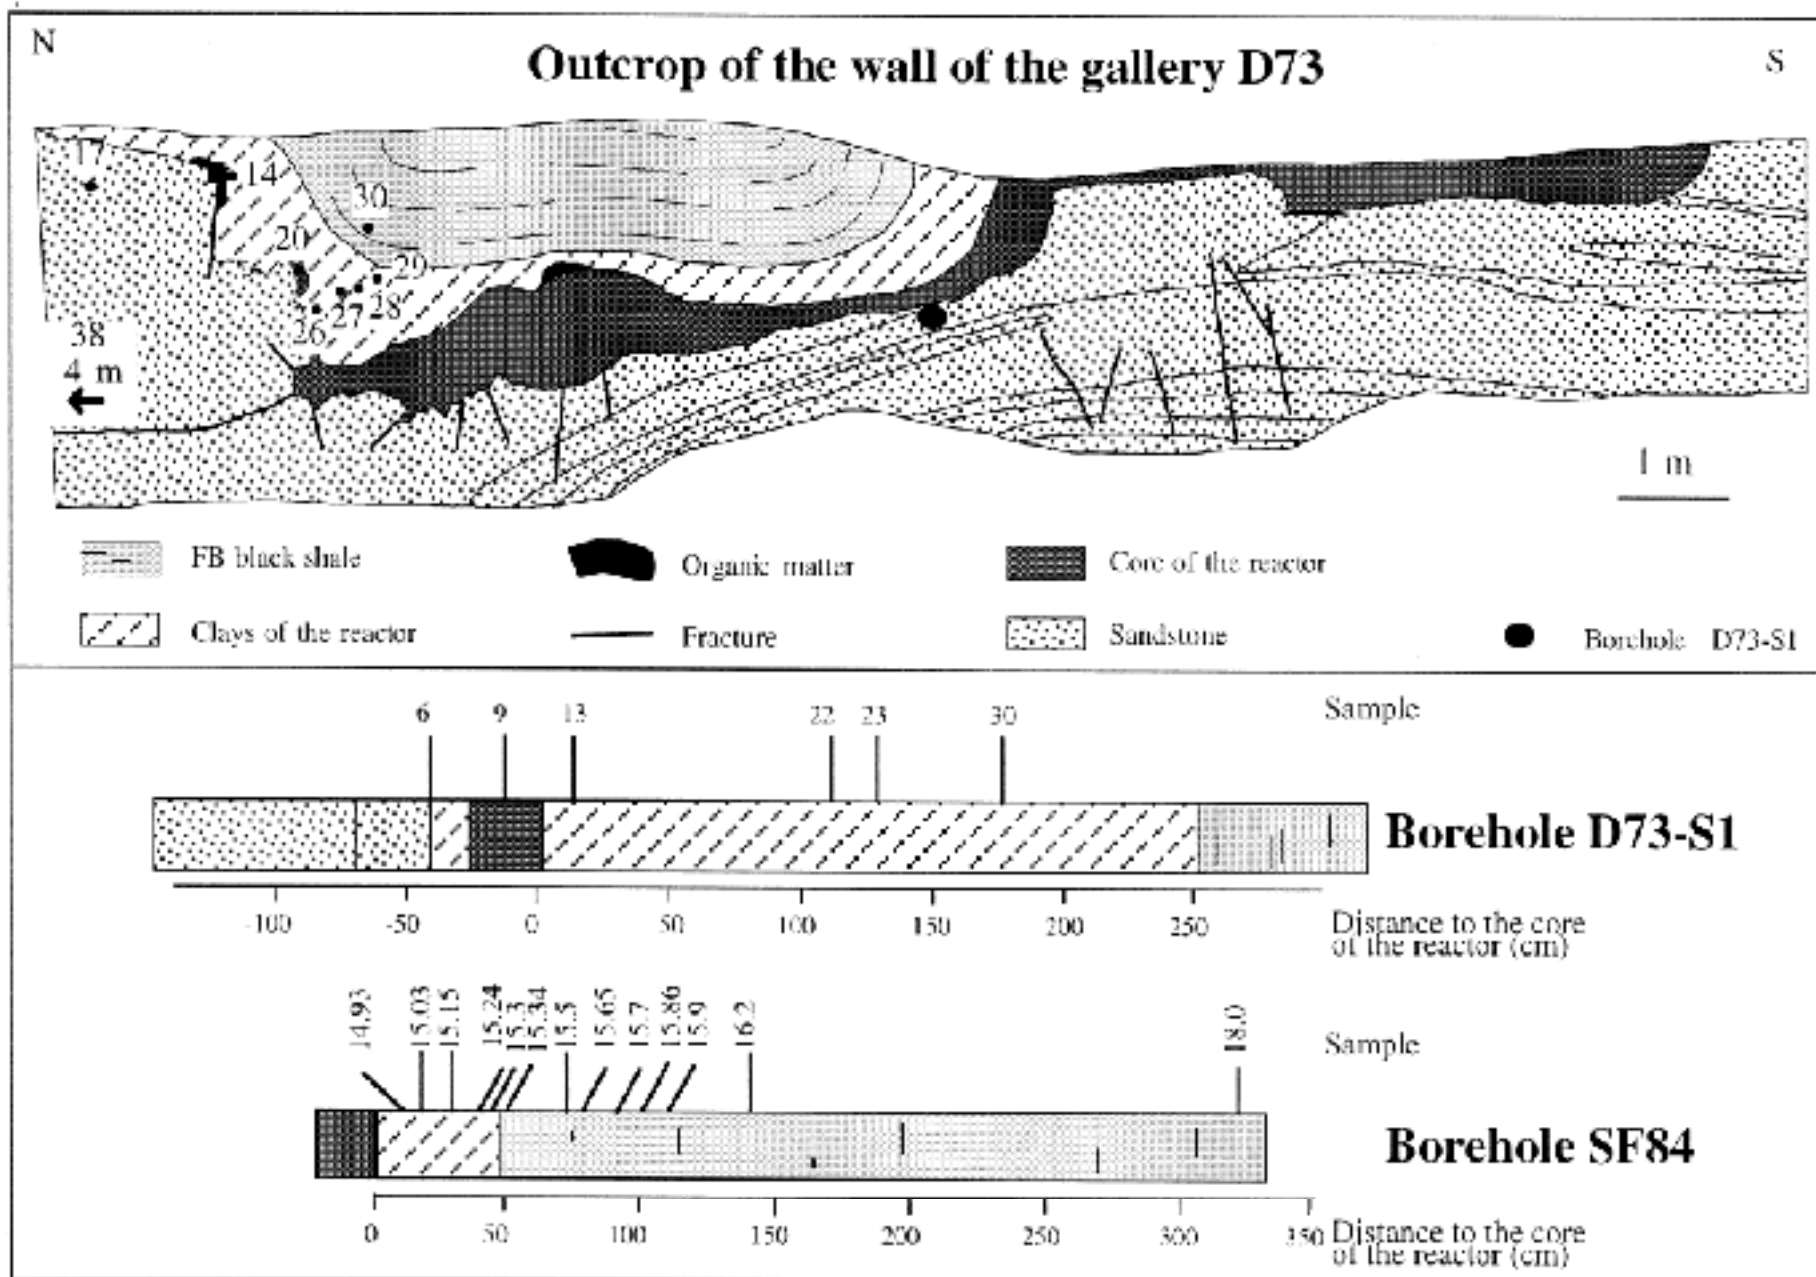 N
Outcrop of the wall of the gallery D73
S
17
14
30
20
29
28
27
26
38
4 m
1 m
FB black shale
Organic matter
Core of the reactor
Clays of the reactor
Fracture
Sandstone
Borehole D73-S1
6 9 13 22 23 30 Sample
Borehole D73-S1
-100 -50 0 50 100 150 200 250
Distance to the core
of the reactor (cm)
14.93 15.03 15.15 15.24 15.3 15.34 15.5 15.65 15.7 15.86 15.9 16.2 18.0 Sample
Borehole SF84
0 50 100 150 200 250 300 350
Distance to the core
of the reactor (cm)